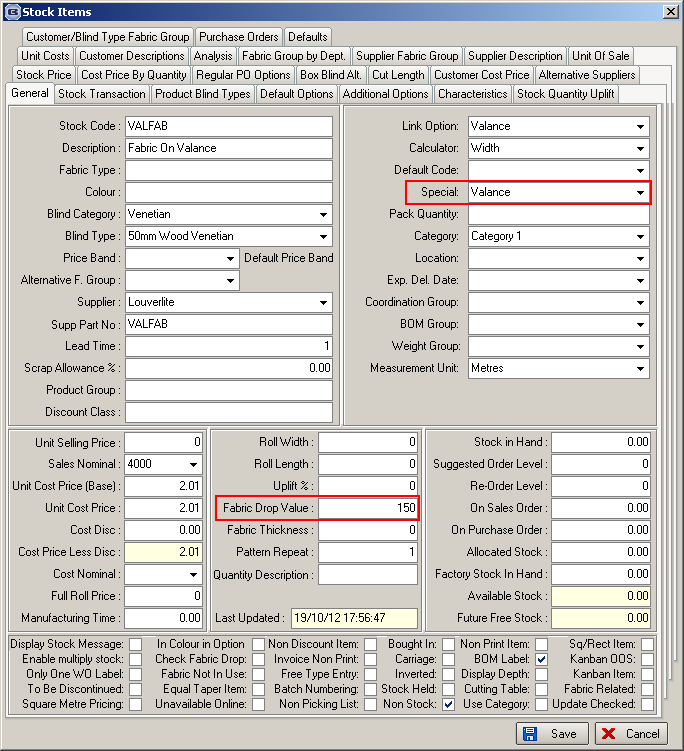 Stock Items
Customer/Blind Type Fabric Group Purchase Orders Defaults
Unit Costs Customer Descriptions Analysis Fabric Group by Dept. Supplier Fabric Group Supplier Description Unit Of Sale
Stock Price Cost Price By Quantity Regular PO Options Box Blind Alt. Cut Length Customer Cost Price Alternative Suppliers
General Stock Transaction Product Blind Types Default Options Additional Options Characteristics Stock Quantity Uplift
Stock Code : VALFAB
Description : Fabric On Valance
Fabric Type :
Colour :
Blind Category : Venetian
Blind Type : 50mm Wood Venetian
Price Band : Default Price Band
Alternative F. Group :
Supplier : Louverlite
Supp Part No : VALFAB
Lead Time : 1
Scrap Allowance % : 0.00
Product Group :
Discount Class :
Link Option: Valance
Calculator: Width
Default Code:
Special: Valance
Pack Quantity:
Category: Category 1
Location:
Exp. Del. Date:
Coordination Group:
BOM Group:
Weight Group:
Measurement Unit: Metres
Unit Selling Price : 0
Sales Nominal : 4000
Unit Cost Price (Base) : 2.01
Unit Cost Price : 2.01
Cost Disc : 0.00
Cost Price Less Disc : 2.01
Cost Nominal :
Full Roll Price : 0
Manufacturing Time : 0.00
Roll Width : 0
Roll Length : 0
Uplift % : 0
Fabric Drop Value : 150
Fabric Thickness : 0
Pattern Repeat : 1
Quantity Description :
Last Updated : 19/10/12 17:56:47
Stock in Hand : 0.00
Suggested Order Level : 0.00
Re-Order Level : 0.00
On Sales Order : 0.00
On Purchase Order : 0.00
Allocated Stock : 0.00
Factory Stock In Hand : 0.00
Available Stock : 0.00
Future Free Stock : 0.00
Display Stock Message: In Colour in Option Non Discount Item: Bought In: Non Print Item: Sq/Rect Item:
Enable multiply stock: Check Fabric Drop: Invoice Non Print: Carriage: BOM Label: Kanban OOS:
Only One WO Label: Fabric Not In Use: Free Type Entry: Inverted: Display Depth: Kanban Item:
To Be Discontinued: Equal Taper Item: Batch Numbering: Stock Held: Cutting Table: Fabric Related:
Square Metre Pricing: Unavailable Online: Non Picking List: Non Stock: Use Category: Update Checked:
Save Cancel